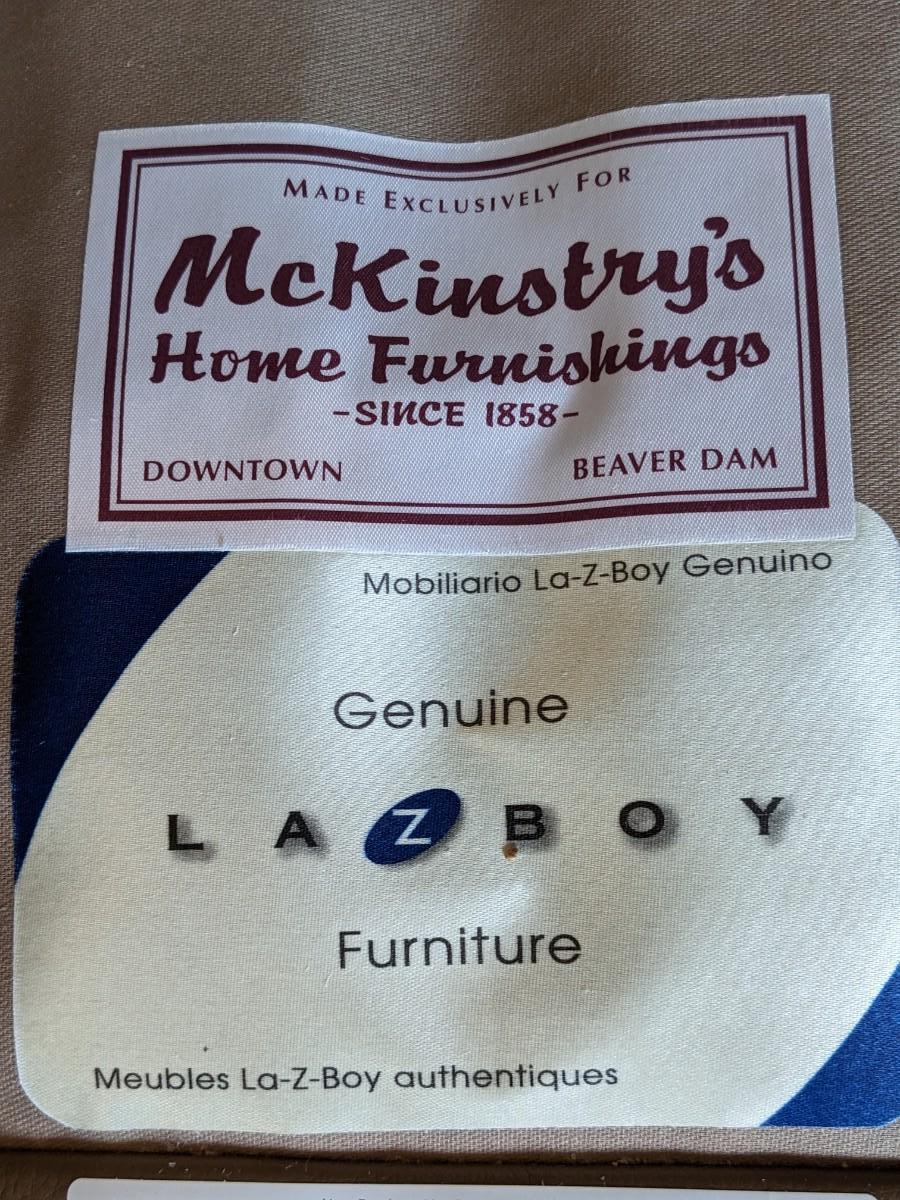 MADE EXCLUSIVELY FOR
McKinstry's
Home Furnishings
-SINCE 1858-
DOWNTOWN BEAVER DAM
Mobiliario La-Z-Boy Genuino
Genuine
LAZBOY
Furniture
Meubles La-Z-Boy authentiques